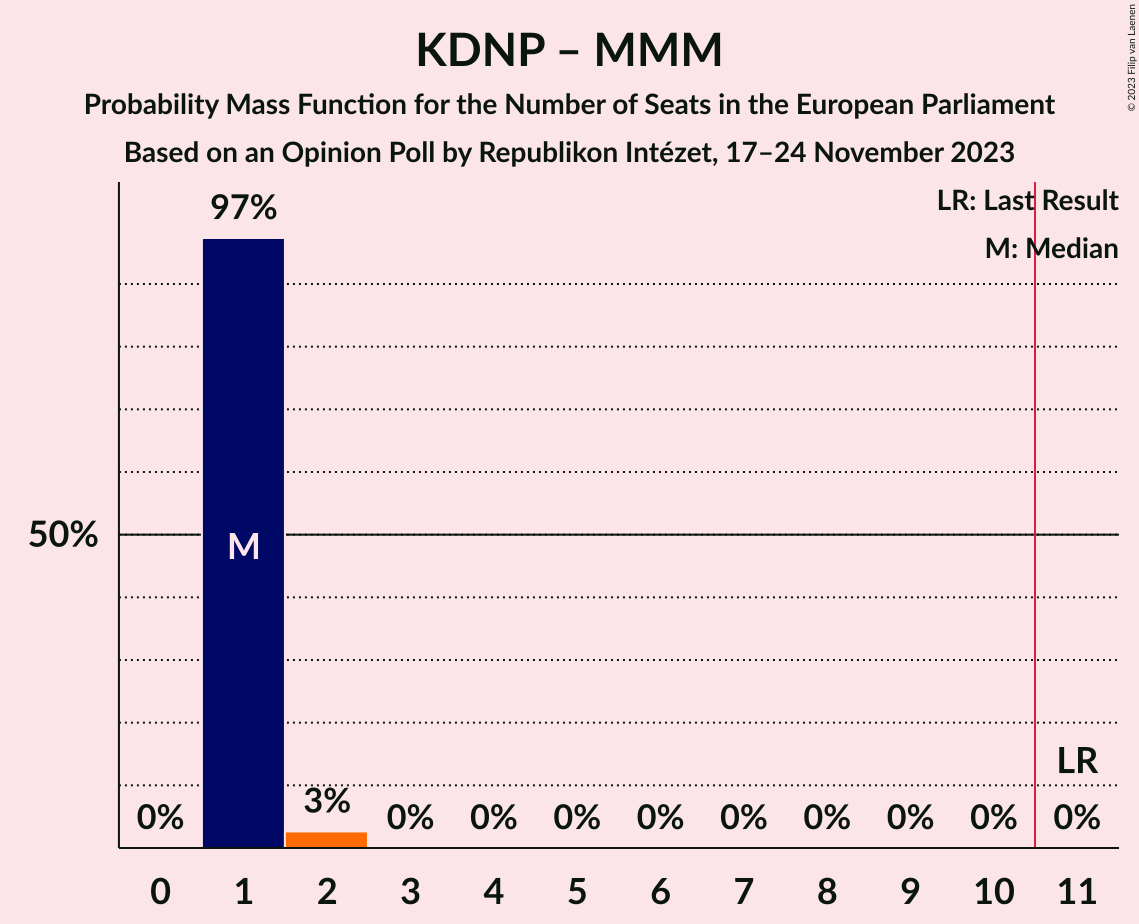 KDNP – MMM
Probability Mass Function for the Number of Seats in the European Parliament
Based on an Opinion Poll by Republikon Intézet, 17–24 November 2023
© 2023 Filip van Laenen
LR: Last Result
M: Median
97%
50%
M
LR
0% 3% 0% 0% 0% 0% 0% 0% 0% 0% 0%
0 1 2 3 4 5 6 7 8 9 10 11